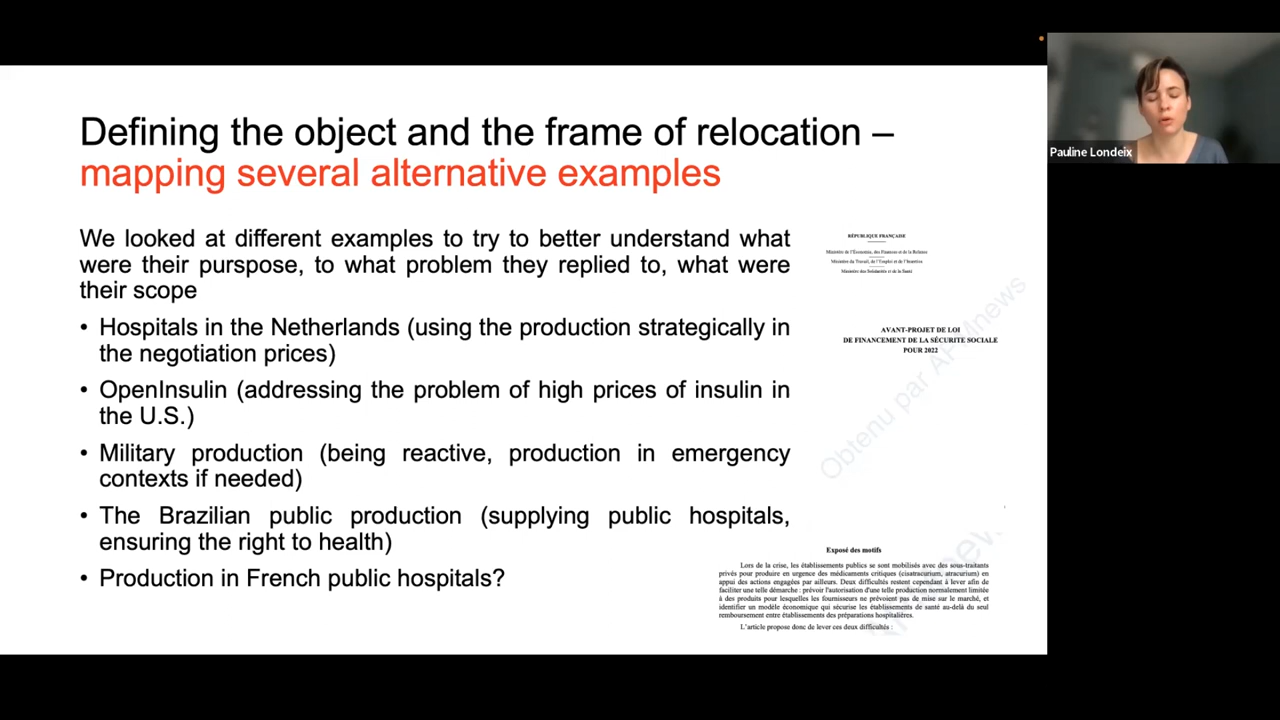 Defining the object and the frame of relocation –
mapping several alternative examples
We looked at different examples to try to better understand what
were their parspose, to what problem they replied to, what were
their scope
• Hospitals in the Netherlands (using the production strategically in
the negotiation prices)
• OpenInsulin (addressing the problem of high prices of insulin in
the U.S.)
• Military production (being reactive, production in emergency
contexts if needed)
• The Brazilian public production (supplying public hospitals,
ensuring the right to health)
• Production in French public hospitals?
RÉPUBLIQUE FRANÇAISE
Ministère de l'Economie, des Finances et de la Relance
Ministère du Travail, de l'Emploi et de l'Insertion
Ministère des Solidarités et de la Santé
AVANT-PROJET DE LOI
DE FINANCEMENT DE LA SÉCURITE SOCIALE
POUR 2022
Obtenu par APMnews
Exposé des motifs
Lors de la crise, les établissements publics se sont mobilisés avec des sous-traitants
privés pour produire en urgence des médicaments critiques (cisatracurium, atracurium) en
appui des actions engagées par ailleurs. Deux difficultés restent cependant à lever afin de
faciliter une telle démarche : prévoir l'autorisation d'une telle production normalement limitée
à des produits pour lesquelles les fournisseurs ne prévoient pas de mise sur le marché, et
identifier un modèle économique qui sécurise les établissements de santé au-delà du seul
remboursement entre établissements des préparations hospitalières.
L'article propose donc de lever ces deux difficultés :
Pauline Londeix